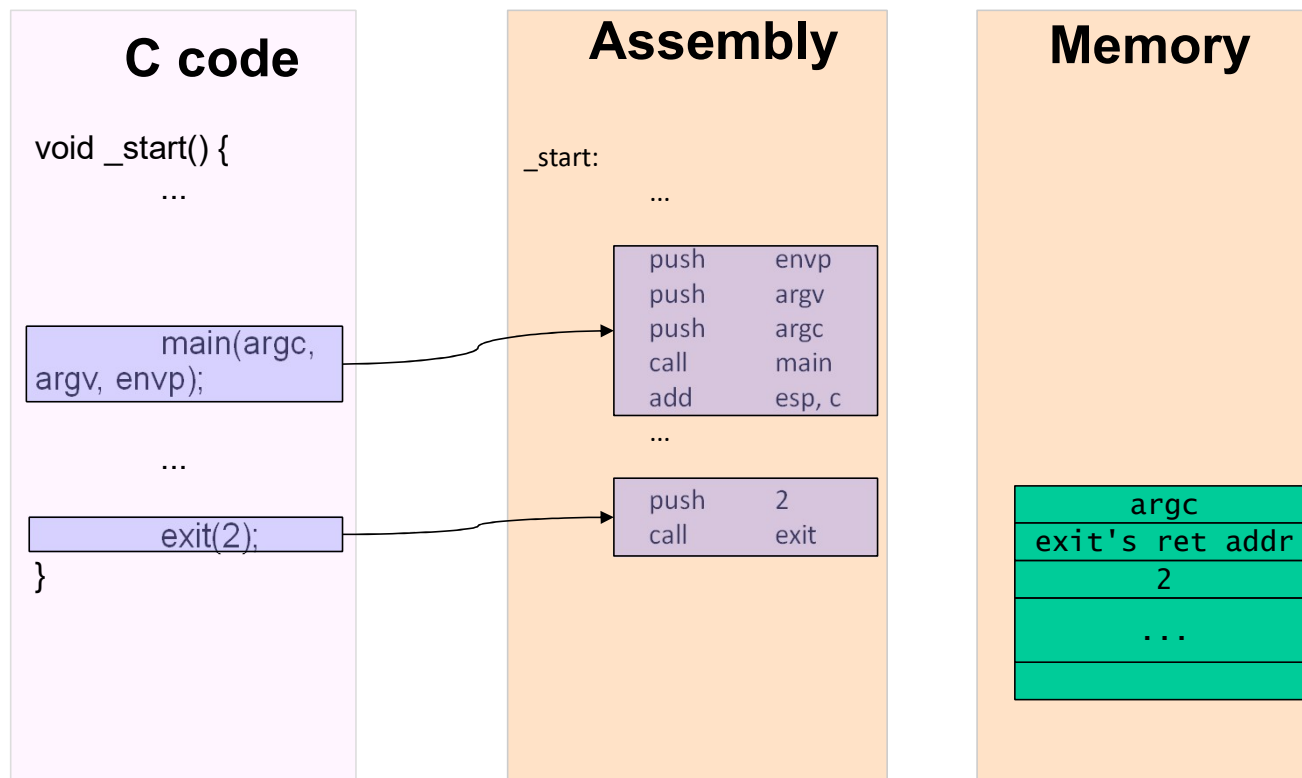 C code
void _start() {
...
main(argc,
argv, envp);
...
exit(2);
}
Assembly
_start:
...
push envp
push argv
push argc
call main
add esp, c
...
push 2
call exit
Memory
argc
exit's ret addr
2
...